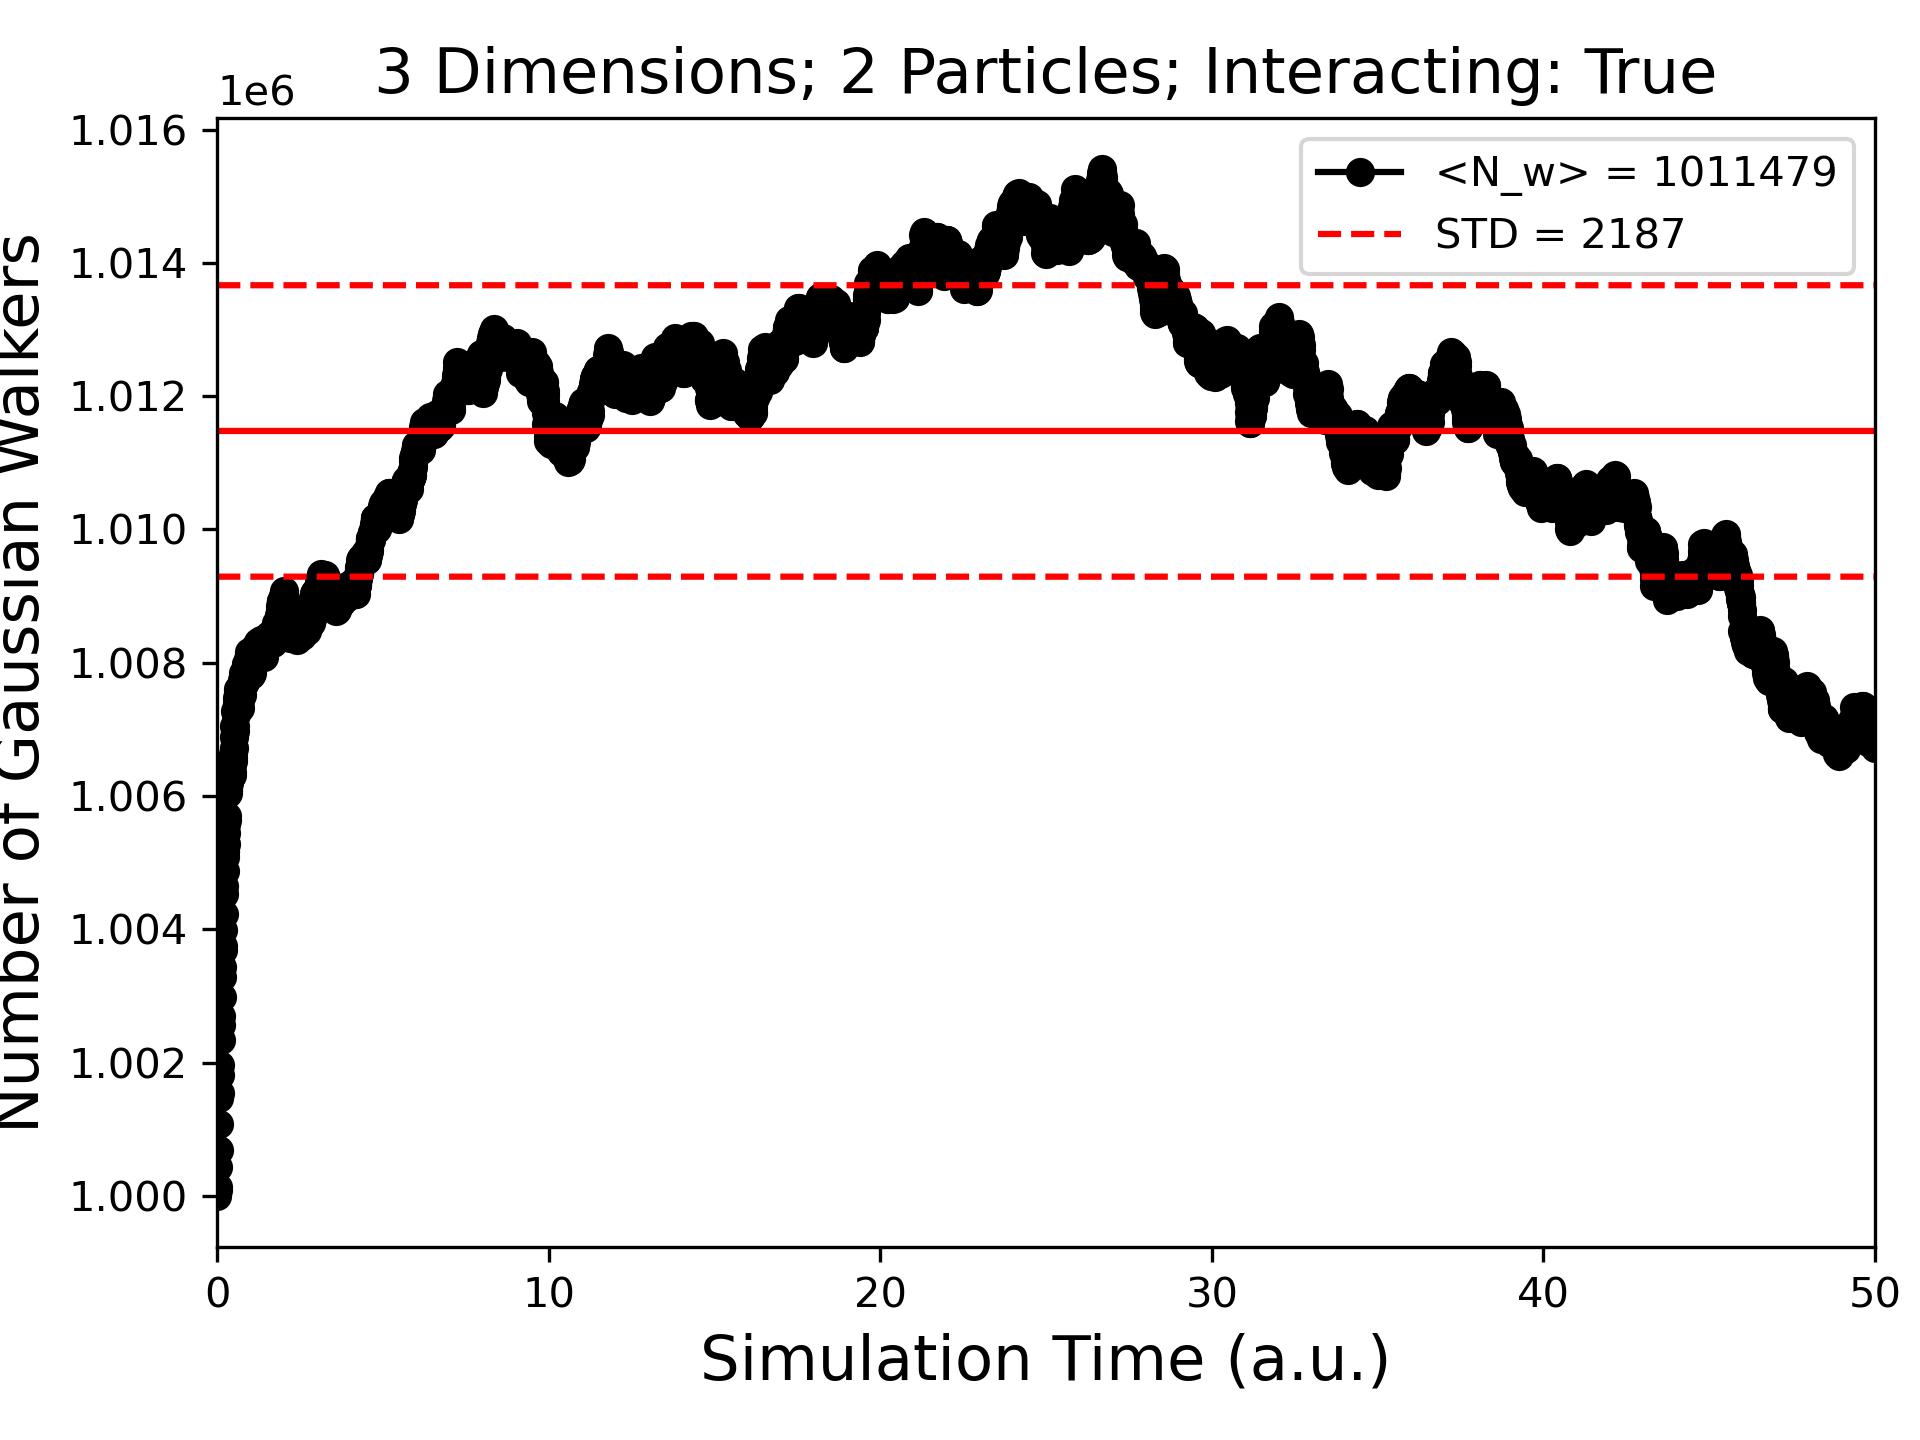 3 Dimensions; 2 Particles; Interacting: True
1e6
<N_w> = 1011479
STD = 2187
1.016
1.014
1.012
1.010
1.008
1.006
1.004
1.002
1.000
Number of Gaussian Walkers
0 10 20 30 40 50
Simulation Time (a.u.)